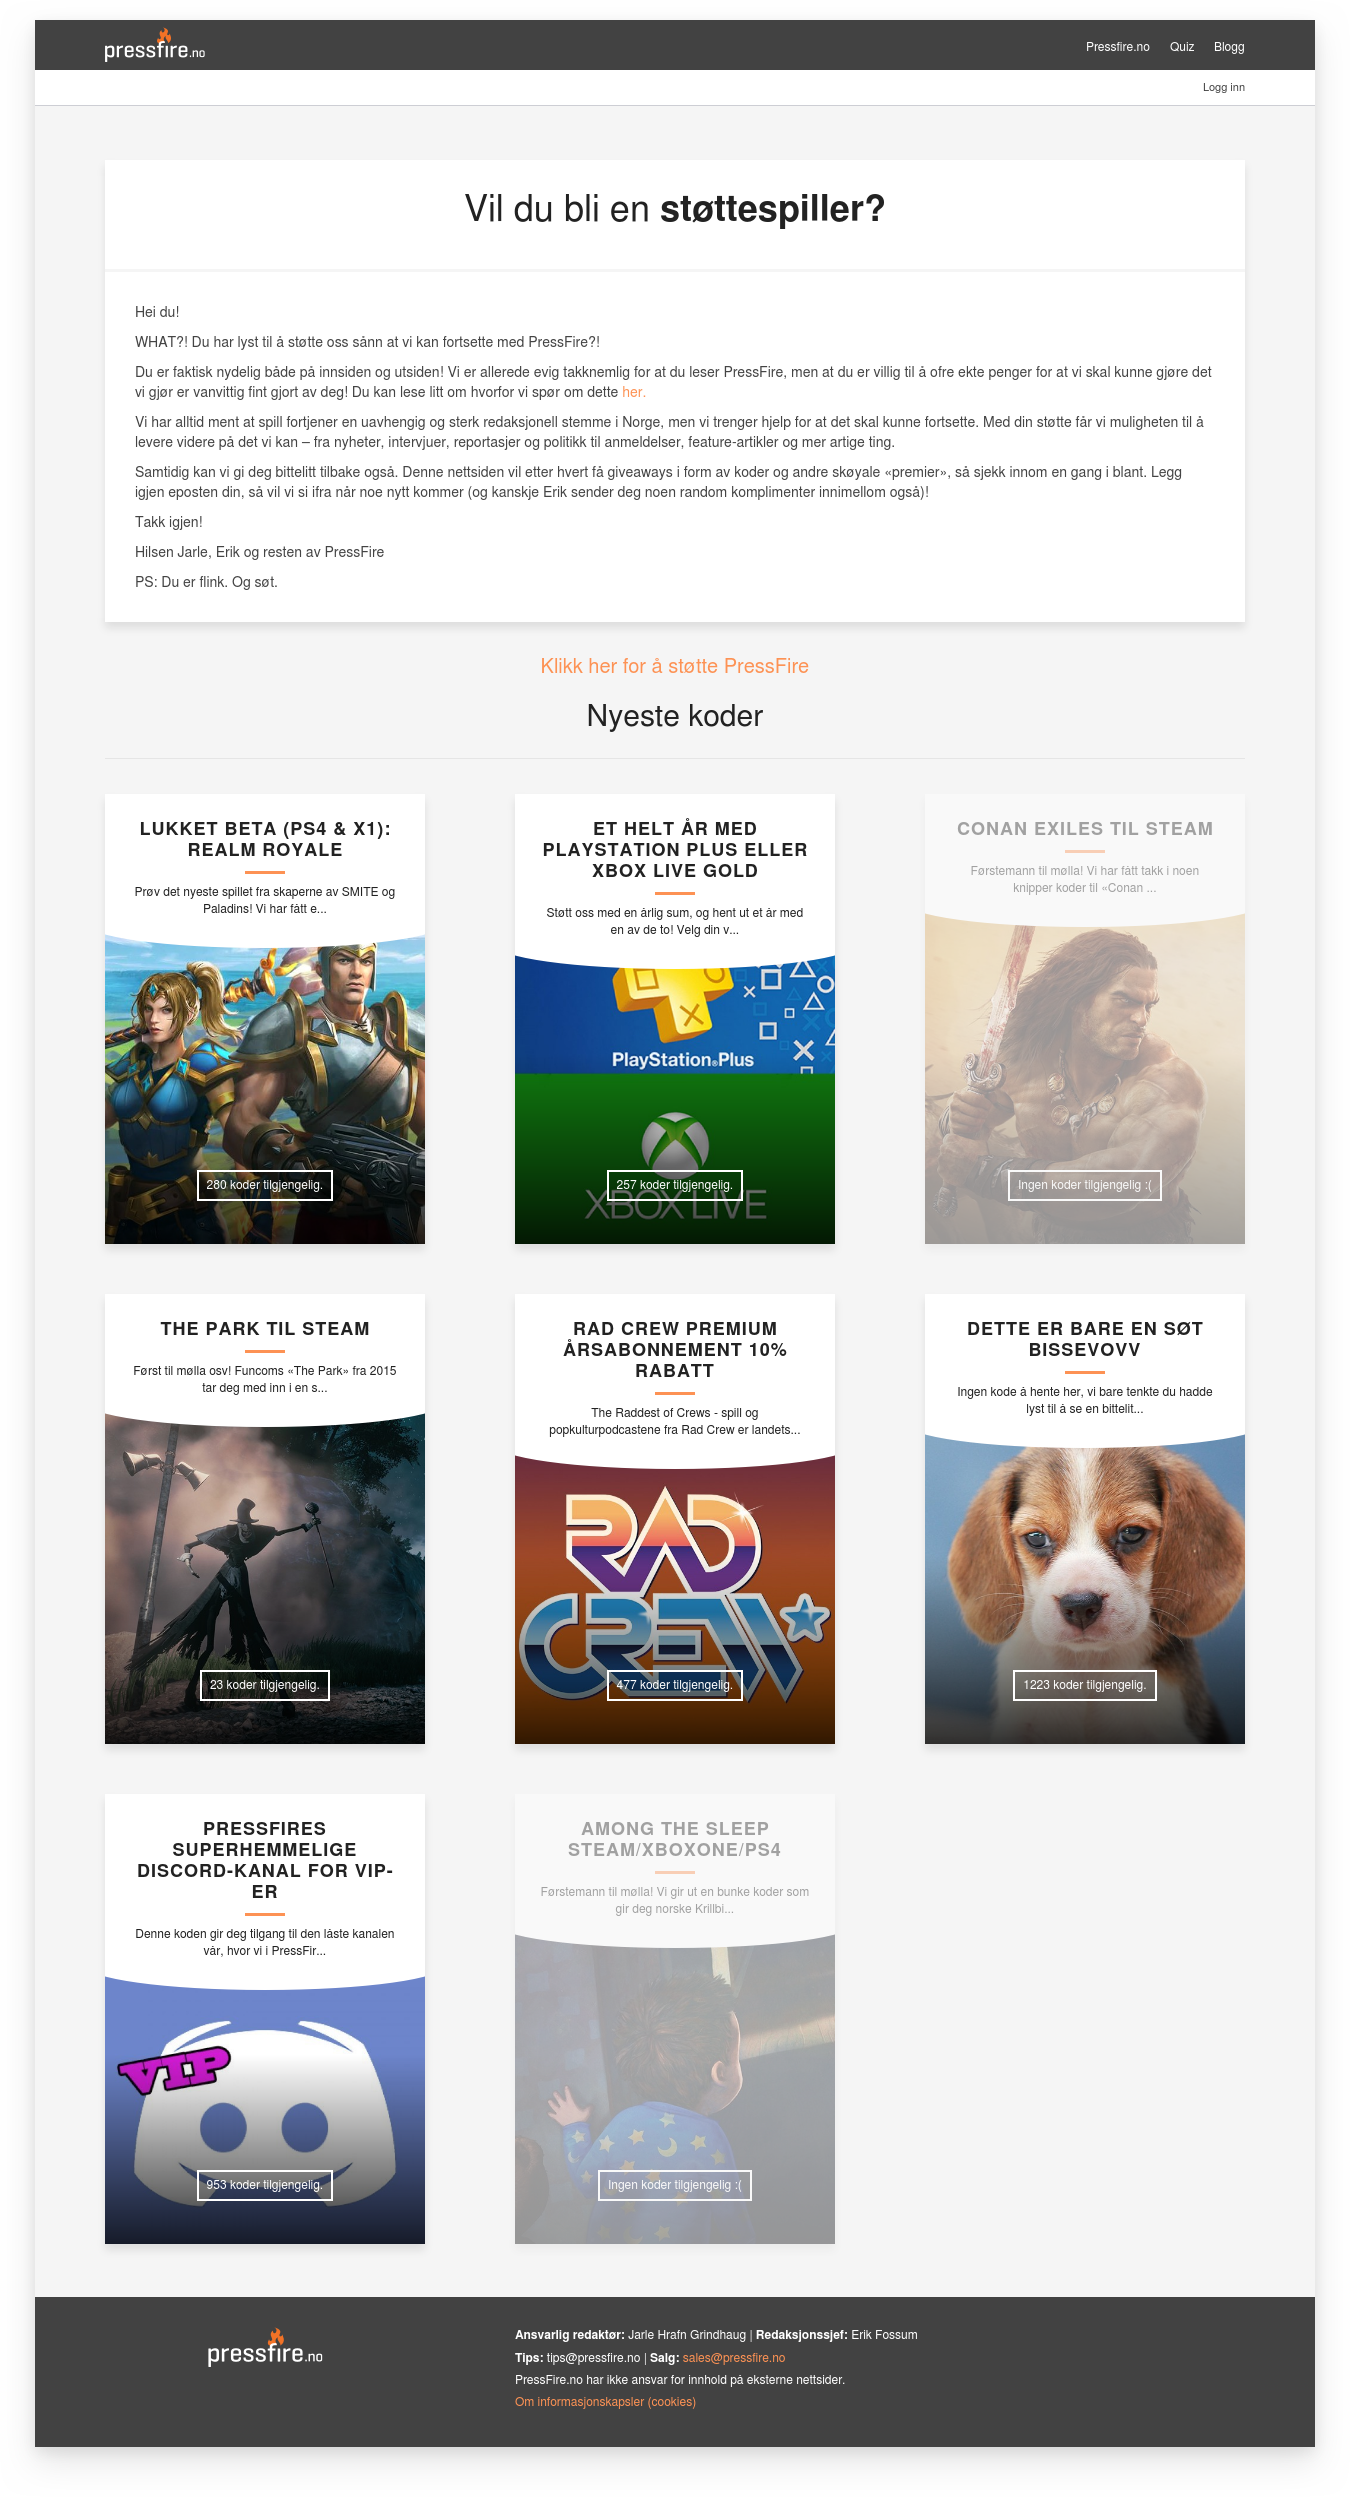 pressfire.no
Pressfire.no Quiz Blogg
Logg inn
Vil du bli en støttespiller?
Hei du!
WHAT?! Du har lyst til å støtte oss sånn at vi kan fortsette med PressFire?!
Du er faktisk nydelig både på innsiden og utsiden! Vi er allerede evig takknemlig for at du leser PressFire, men at du er villig til å ofre ekte penger for at vi skal kunne gjøre det
vi gjør er vanvittig fint gjort av deg! Du kan lese litt om hvorfor vi spør om dette her.
Vi har alltid ment at spill fortjener en uavhengig og sterk redaksjonell stemme i Norge, men vi trenger hjelp for at det skal kunne fortsette. Med din støtte får vi muligheten til å
levere videre på det vi kan – fra nyheter, intervjuer, reportasjer og politikk til anmeldelser, feature-artikler og mer artige ting.
Samtidig kan vi gi deg bittelitt tilbake også. Denne nettsiden vil etter hvert få giveaways i form av koder og andre skøyale «premier», så sjekk innom en gang i blant. Legg
igjen eposten din, så vil vi si ifra når noe nytt kommer (og kanskje Erik sender deg noen random komplimenter innimellom også)!
Takk igjen!
Hilsen Jarle, Erik og resten av PressFire
PS: Du er flink. Og søt.
Klikk her for å støtte PressFire
Nyeste koder
LUKKET BETA (PS4 & X1):
REALM ROYALE
Prøv det nyeste spillet fra skaperne av SMITE og
Paladins! Vi har fått e...
280 koder tilgjengelig.
ET HELT ÅR MED
PLAYSTATION PLUS ELLER
XBOX LIVE GOLD
Støtt oss med en årlig sum, og hent ut et år med
en av de to! Velg din v...
PlayStation®Plus
257 koder tilgjengelig.
XBOX LIVE
CONAN EXILES TIL STEAM
Førstemann til mølla! Vi har fått takk i noen
knipper koder til «Conan ...
Ingen koder tilgjengelig :(
THE PARK TIL STEAM
Først til mølla osv! Funcoms «The Park» fra 2015
tar deg med inn i en s...
23 koder tilgjengelig.
RAD CREW PREMIUM
ÅRSABONNEMENT 10%
RABATT
The Raddest of Crews - spill og
popkulturpodcastene fra Rad Crew er landets...
RAD
CREW
477 koder tilgjengelig.
DETTE ER BARE EN SØT
BISSEVOVV
Ingen kode å hente her, vi bare tenkte du hadde
lyst til å se en bittelit...
1223 koder tilgjengelig.
PRESSFIRES
SUPERHEMMELIGE
DISCORD-KANAL FOR VIP-
ER
Denne koden gir deg tilgang til den låste kanalen
vår, hvor vi i PressFir...
VIP
953 koder tilgjengelig.
AMONG THE SLEEP
STEAM/XBOXONE/PS4
Førstemann til mølla! Vi gir ut en bunke koder som
gir deg norske Krillbi...
Ingen koder tilgjengelig :(
pressfire.no
Ansvarlig redaktør: Jarle Hrafn Grindhaug | Redaksjonssjef: Erik Fossum
Tips: tips@pressfire.no | Salg: sales@pressfire.no
PressFire.no har ikke ansvar for innhold på eksterne nettsider.
Om informasjonskapsler (cookies)